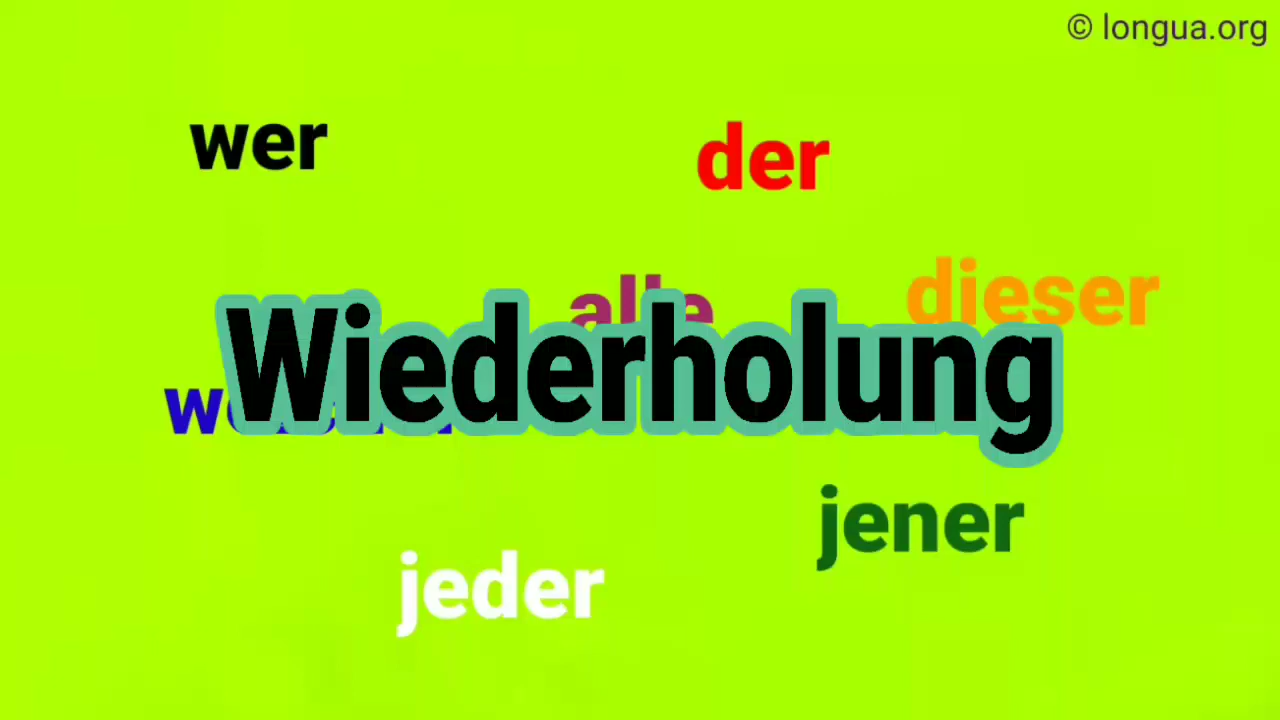 © longua.org
wer
der
dieser
alle
Wiederholung
jener
jeder